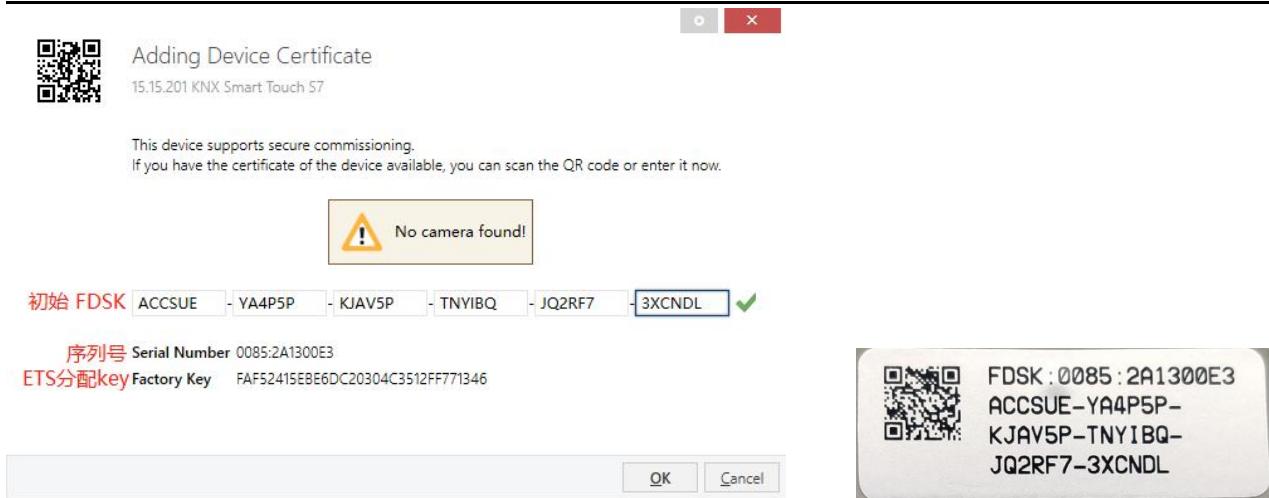 Adding Device Certificate
15.15.201 KNX Smart Touch S7
This device supports secure commissioning.
If you have the certificate of the device available, you can scan the QR code or enter it now.
No camera found!
初始 FDSK ACCSUE - YA4P5P - KJAV5P - TNYIBQ - JQ2RF7 - 3XCNDL
序列号 Serial Number 0085:2A1300E3
ETS分配key Factory Key FAF52415EBE6DC20304C3512FF771346
OK Cancel
FDSK:0085:2A1300E3
ACCSUE-YA4P5P-
KJAV5P-TNYIBQ-
JQ2RF7-3XCNDL